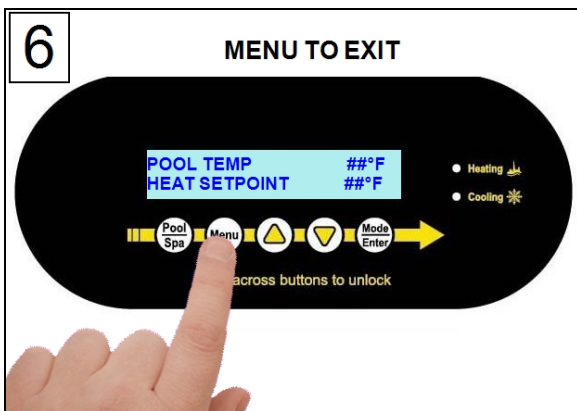 6
MENU TO EXIT
POOL TEMP ##°F
HEAT SETPOINT ##°F
Heating
Cooling
Pool
Spa
Menu
Mode
Enter
across buttons to unlock